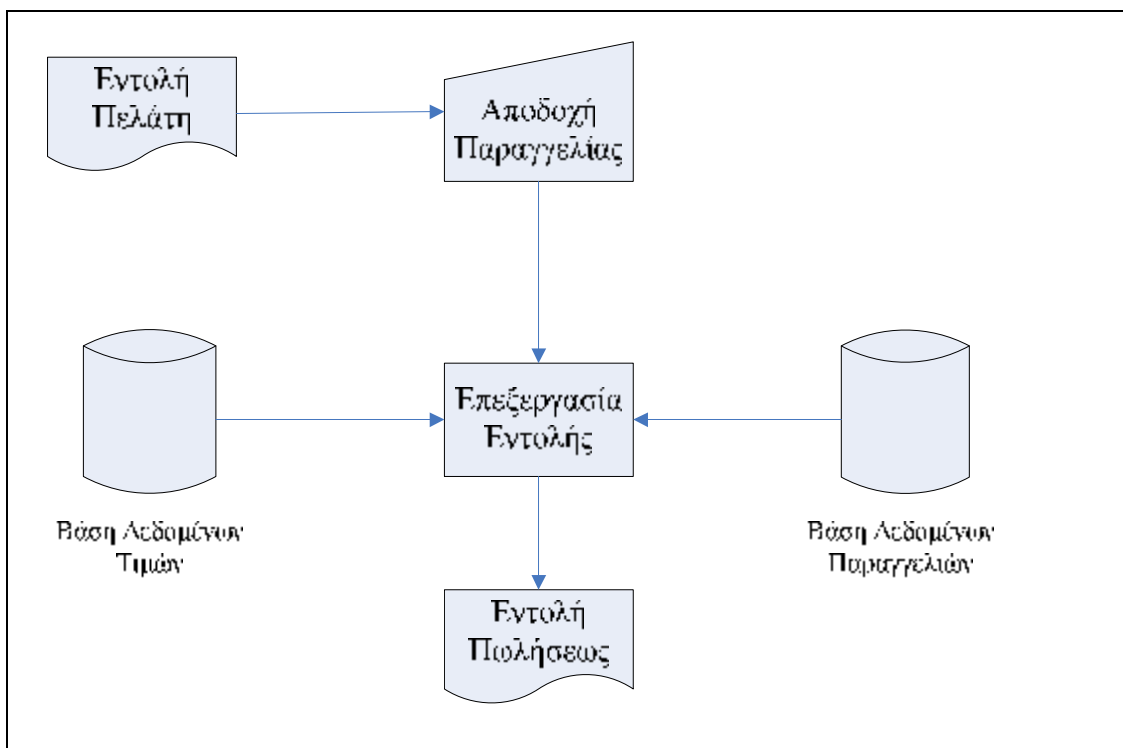 Εντολή
Πελάτη
Αποδοχή
Παραγγελίας
Επεξεργασία
Εντολής
Βάση Δεδομένων
Τιμών
Βάση Δεδομένων
Παραγγελιών
Εντολή
Πωλήσεως